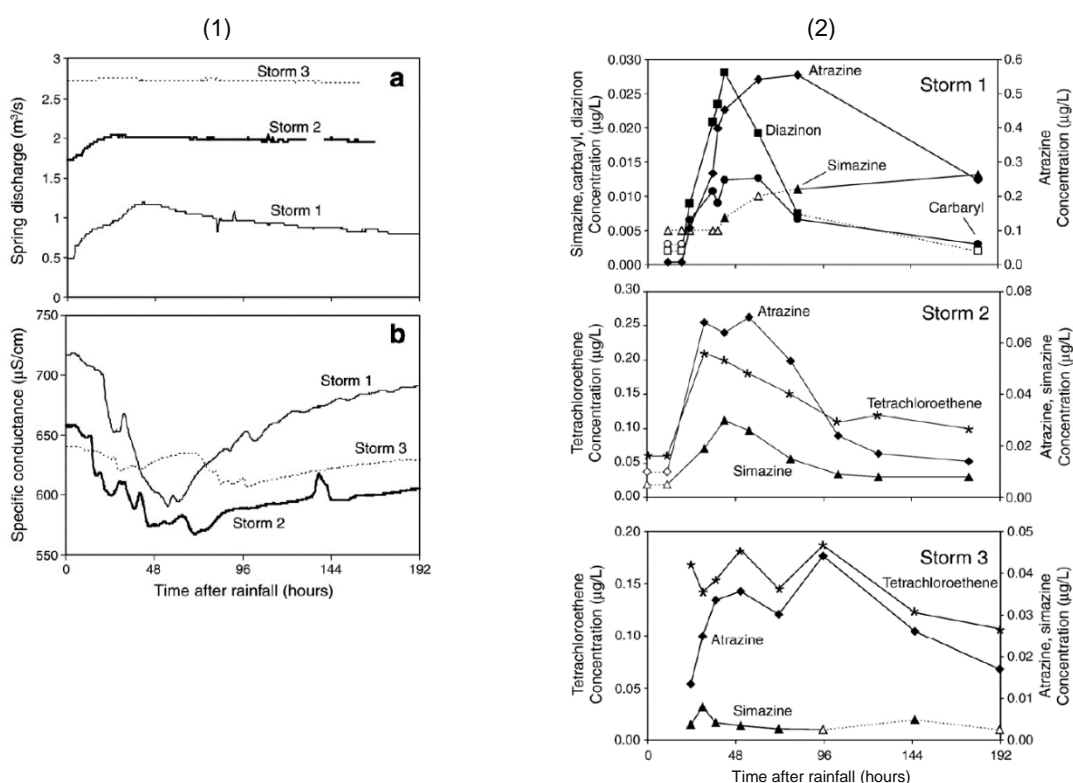 (1)
3
2.5
2
1.5
1
0.5
0
Spring discharge (m³/s)
Storm 3
a
Storm 2
Storm 1
750
700
650
600
550
Specific conductance (µS/cm)
b
Storm 1
Storm 3
Storm 2
0 48 96 144 192
Time after rainfall (hours)
(2)
Simazine,carbaryl, diazinon
Concentration (µg/L)
0.030
0.025
0.020
0.015
0.010
0.005
0.000
Atrazine
Storm 1
Diazinon
Simazine
Carbaryl
0.6
0.5
0.4
0.3
0.2
0.1
0.0
Atrazine
Concentration (µg/L)
Tetrachloroethene
Concentration (µg/L)
0.30
0.25
0.20
0.15
0.10
0.05
0.00
Atrazine
Storm 2
Tetrachloroethene
Simazine
0.08
0.06
0.04
0.02
0.00
Atrazine, simazine
Concentration (µg/L)
Tetrachloroethene
Concentration (µg/L)
0.20
0.15
0.10
0.05
0.00
Storm 3
Tetrachloroethene
Atrazine
Simazine
0.05
0.04
0.03
0.02
0.01
0.00
Atrazine, simazine
Concentration (µg/L)
0 48 96 144 192
Time after rainfall (hours)